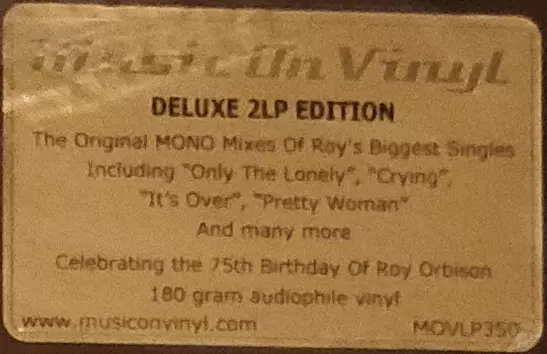 Music On Vinyl
DELUXE 2LP EDITION
The Original MONO Mixes Of Roy's Biggest Singles
Including "Only The Lonely", "Crying",
"It's Over", "Pretty Woman"
And many more
Celebrating the 75th Birthday Of Roy Orbison
180 gram audiophile vinyl
www.musiconvinyl.com MOVLP350